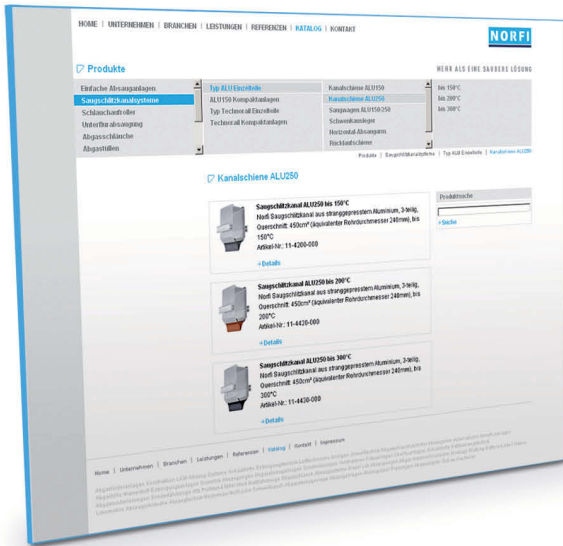 HOME | UNTERNEHMEN | BRANCHEN | LEISTUNGEN | REFERENZEN | KATALOG | KONTAKT
NORFI
Produkte
MEHR ALS EINE SAUBERE LÖSUNG
Einfache Absauganlagen
Saugschlitzkanalsysteme
Schlauchaufroller
Unterflurabsaugung
Abgasschläuche
Abgastüllen
Typ ALU Einzelteile
ALU150 Kompaktanlagen
Typ Technorail Einzelteile
Technorail Kompaktanlagen
Kanalschiene ALU150
Kanalschiene ALU250
Saugwagen ALU150/250
Schwenkausleger
Horizontal-Absaugarm
Rücklaufschiene
bis 150°C
bis 200°C
bis 300°C
Produkte | Saugschlitzkanalsysteme | Typ ALU Einzelteile | Kanalschiene ALU250
Kanalschiene ALU250
Saugschlitzkanal ALU250 bis 150°C
Norfi Saugschlitzkanal aus stranggepresstem Aluminium, 3-teilig,
Querschnitt: 450cm² (äquivalenter Rohrdurchmesser 240mm), bis
150°C
Artikel-Nr.: 11-4200-000
Details
Saugschlitzkanal ALU250 bis 200°C
Norfi Saugschlitzkanal aus stranggepresstem Aluminium, 3-teilig,
Querschnitt: 450cm² (äquivalenter Rohrdurchmesser 240mm), bis
200°C
Artikel-Nr.: 11-4420-000
Details
Saugschlitzkanal ALU250 bis 300°C
Norfi Saugschlitzkanal aus stranggepresstem Aluminium, 3-teilig,
Querschnitt: 450cm² (äquivalenter Rohrdurchmesser 240mm), bis
300°C
Artikel-Nr.: 11-4430-000
Details
Produktsuche
Suche
Home | Unternehmen | Branchen | Leistungen | Referenzen | Katalog | Kontakt | Impressum